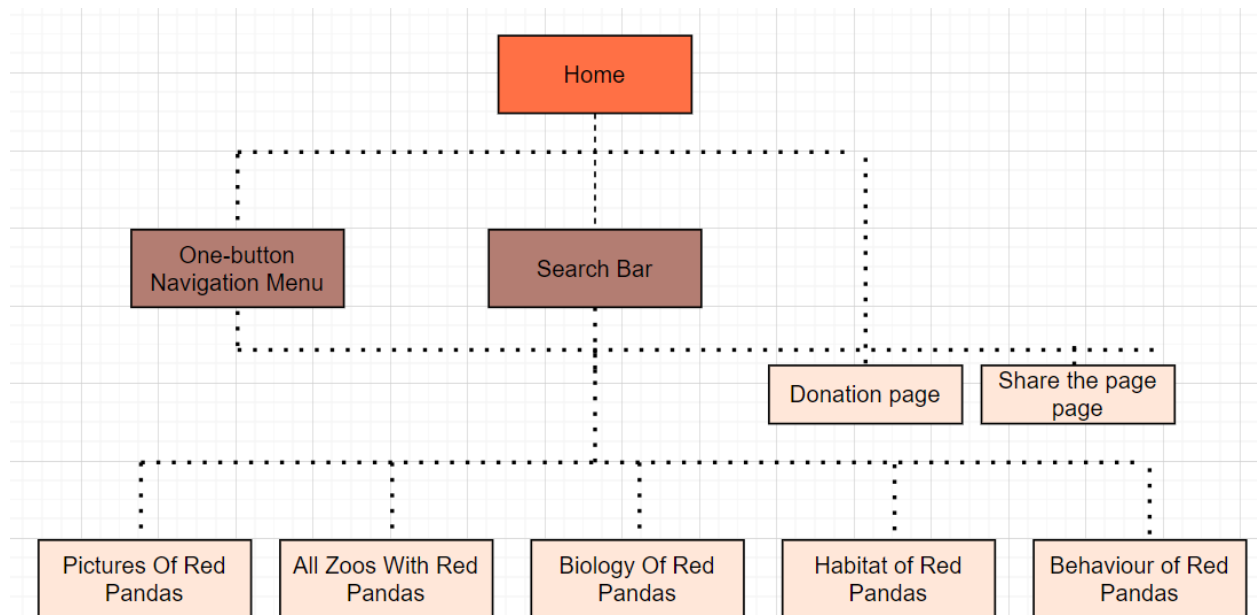 Home
One-button
Navigation Menu
Search Bar
Donation page
Share the page
page
Pictures Of Red
Pandas
All Zoos With Red
Pandas
Biology Of Red
Pandas
Habitat of Red
Pandas
Behaviour of Red
Pandas